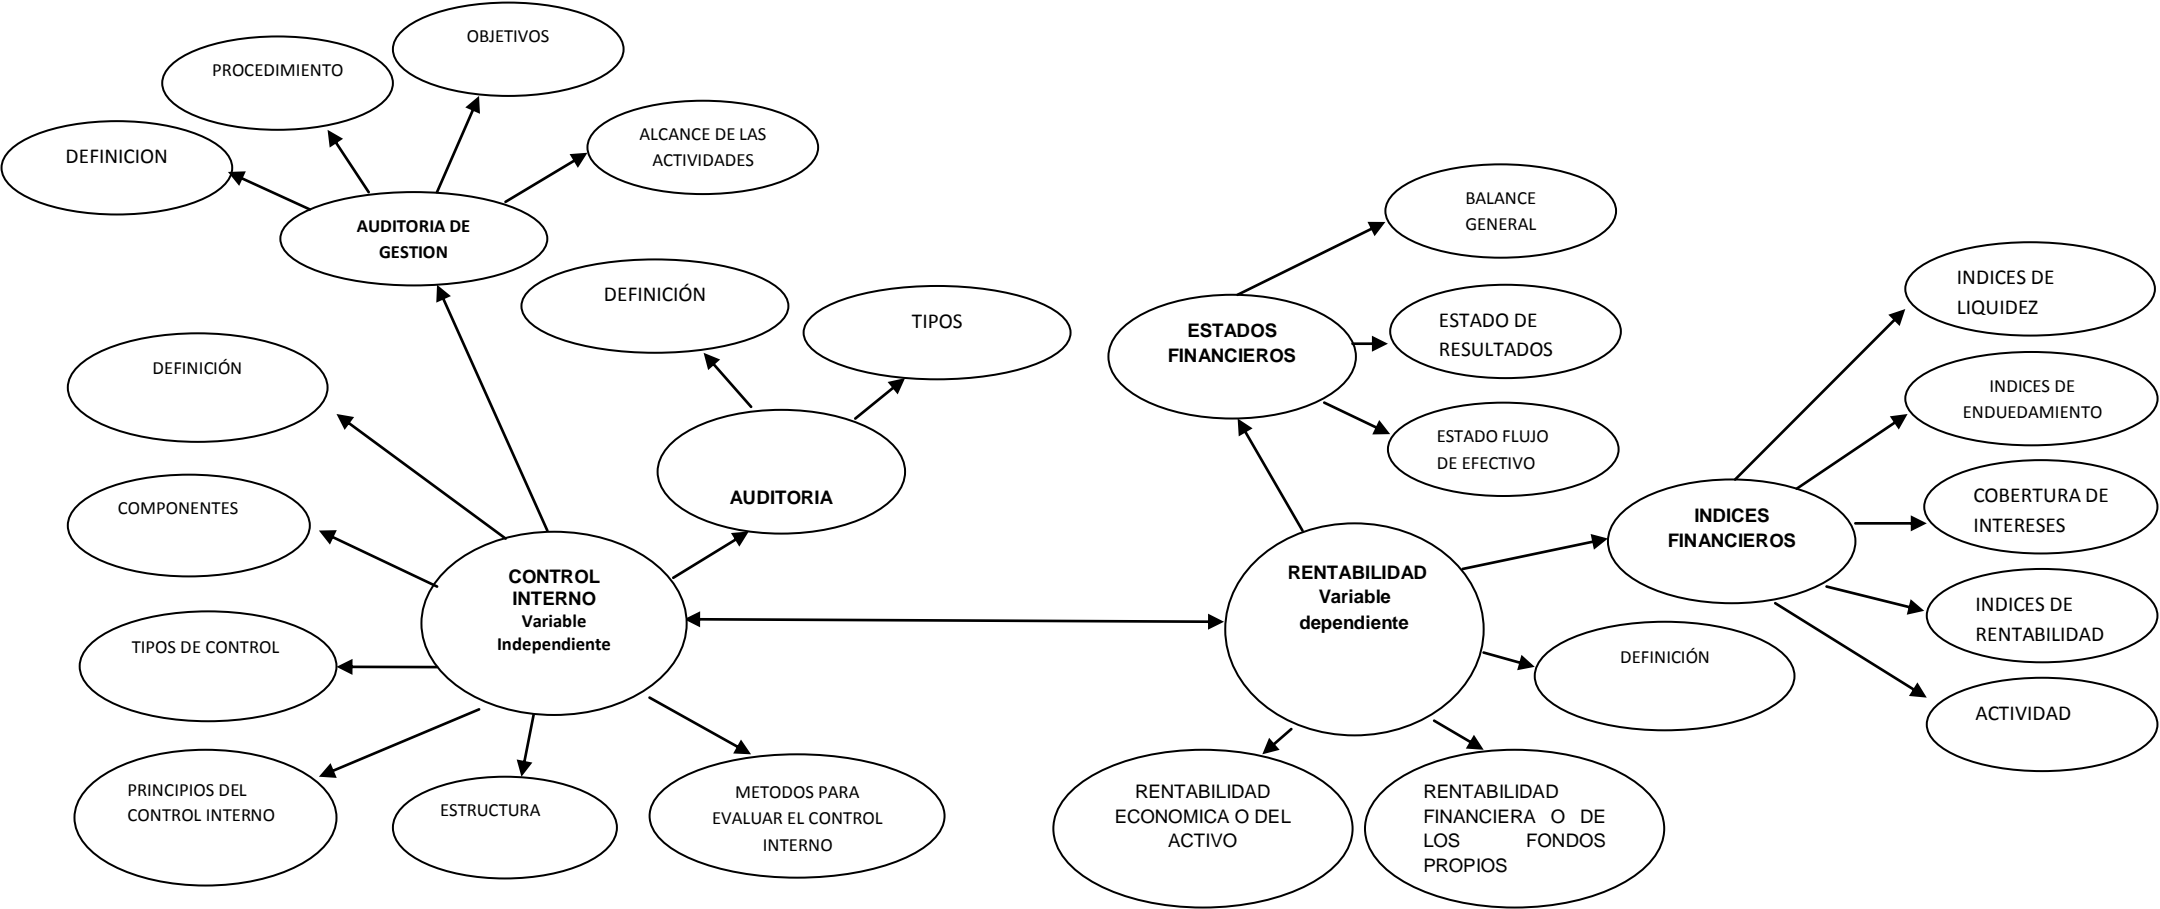 OBJETIVOS
PROCEDIMIENTO
DEFINICION
ALCANCE DE LAS
ACTIVIDADES
AUDITORIA DE
GESTION
DEFINICIÓN
TIPOS
AUDITORIA
DEFINICIÓN
COMPONENTES
TIPOS DE CONTROL
PRINCIPIOS DEL
CONTROL INTERNO
ESTRUCTURA
METODOS PARA
EVALUAR EL CONTROL
INTERNO
CONTROL
INTERNO
Variable
Independiente
BALANCE
GENERAL
ESTADOS
FINANCIEROS
ESTADO DE
RESULTADOS
ESTADO FLUJO
DE EFECTIVO
RENTABILIDAD
Variable
dependiente
INDICES
FINANCIEROS
INDICES DE
LIQUIDEZ
INDICES DE
ENDUEDAMIENTO
COBERTURA DE
INTERESES
INDICES DE
RENTABILIDAD
ACTIVIDAD
DEFINICIÓN
RENTABILIDAD
ECONOMICA O DEL
ACTIVO
RENTABILIDAD
FINANCIERA O DE
LOS FONDOS
PROPIOS